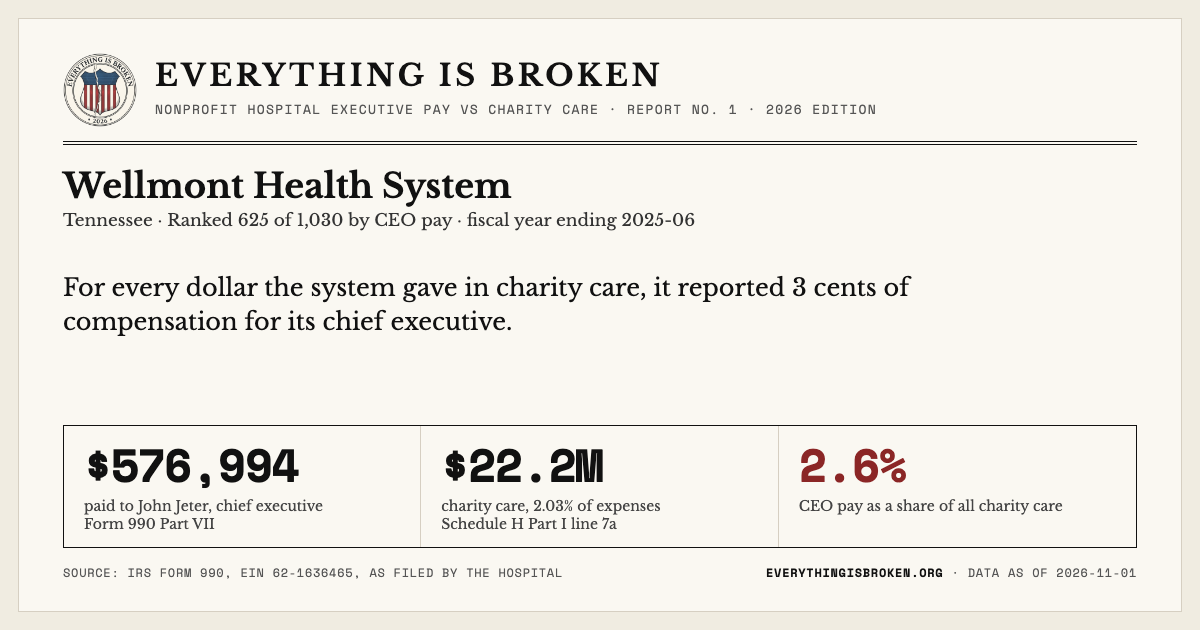 EVERYTHING IS BROKEN
• 2026 •
EVERYTHING IS BROKEN
NONPROFIT HOSPITAL EXECUTIVE PAY VS CHARITY CARE · REPORT NO. 1 · 2026 EDITION
Wellmont Health System
Tennessee · Ranked 625 of 1,030 by CEO pay · fiscal year ending 2025-06
For every dollar the system gave in charity care, it reported 3 cents of
compensation for its chief executive.
$576,994
paid to John Jeter, chief executive
Form 990 Part VII
$22.2M
charity care, 2.03% of expenses
Schedule H Part I line 7a
2.6%
CEO pay as a share of all charity care
SOURCE: IRS FORM 990, EIN 62-1636465, AS FILED BY THE HOSPITAL
EVERYTHINGISBROKEN.ORG · DATA AS OF 2026-11-01